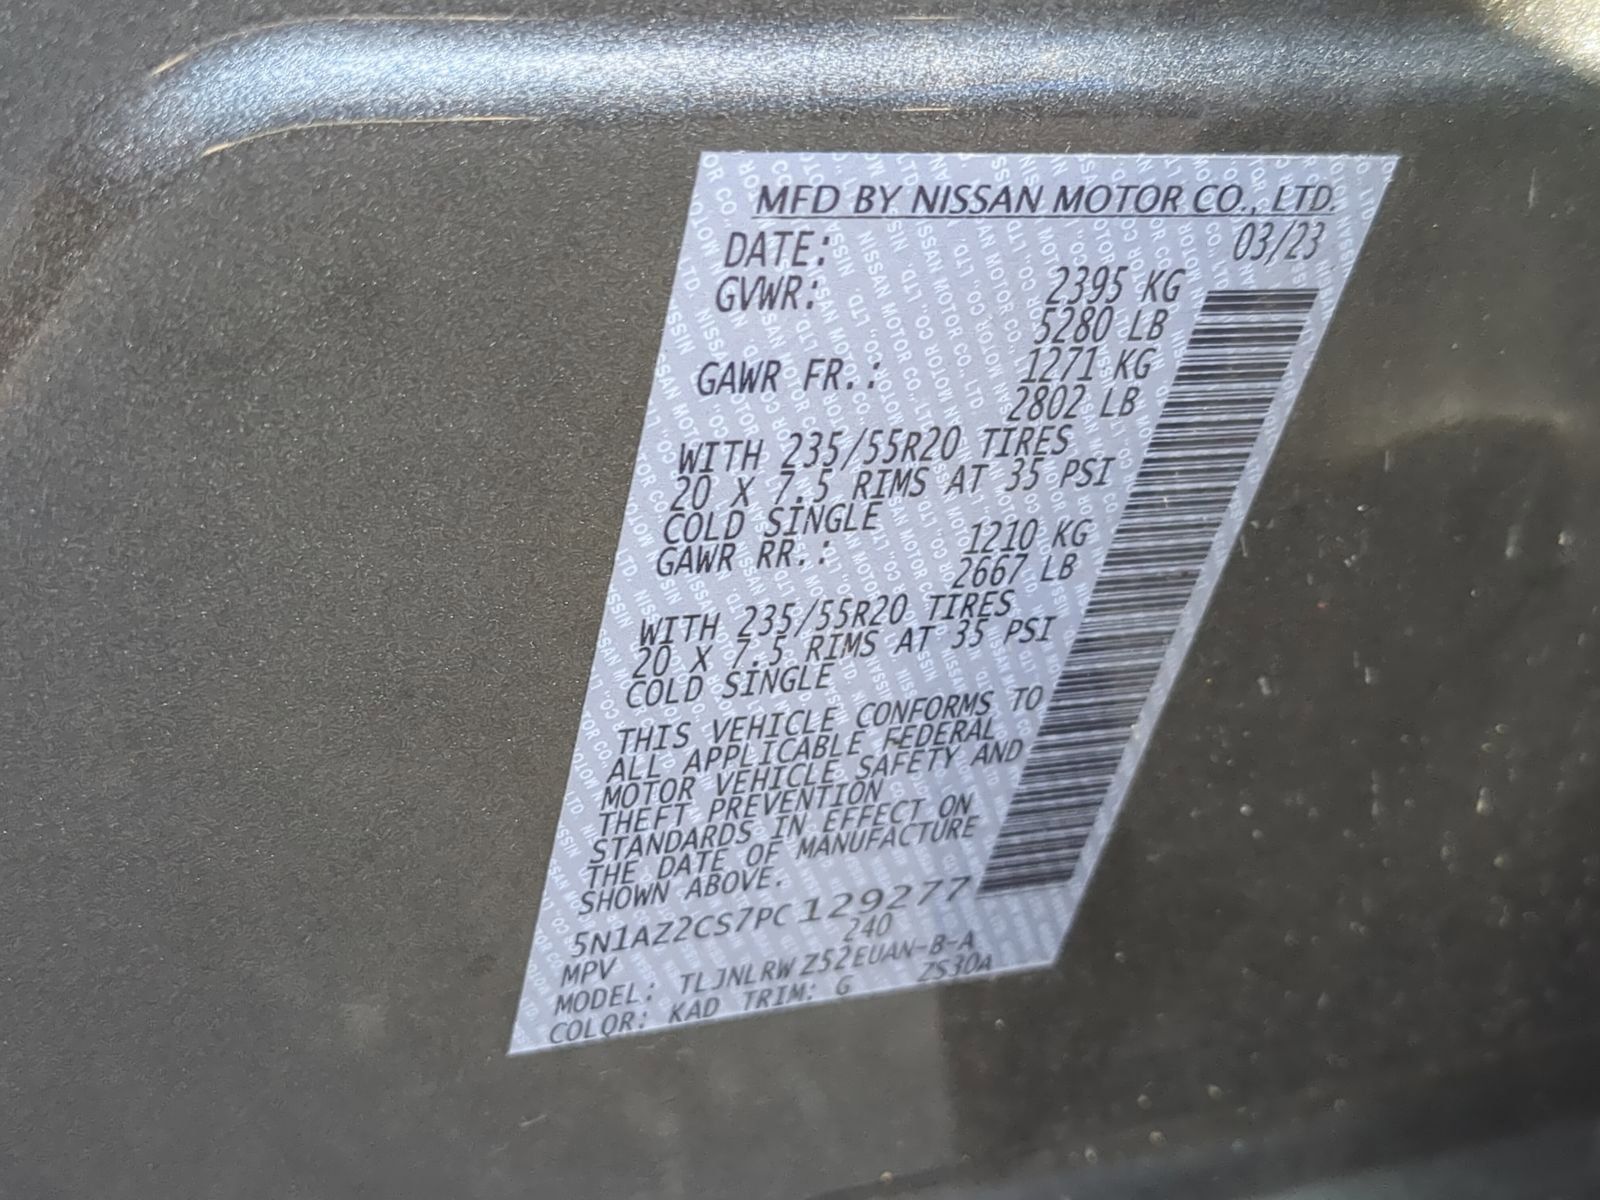 MFD BY NISSAN MOTOR CO., LTD.
DATE: 03/23
GVWR: 2395 KG
5280 LB
GAWR FR.: 1271 KG
2802 LB
WITH 235/55R20 TIRES
20 X 7.5 RIMS AT 35 PSI
COLD SINGLE
GAWR RR.: 1210 KG
2667 LB
WITH 235/55R20 TIRES
20 X 7.5 RIMS AT 35 PSI
COLD SINGLE
THIS VEHICLE CONFORMS TO
ALL APPLICABLE FEDERAL
MOTOR VEHICLE SAFETY AND
THEFT PREVENTION
STANDARDS IN EFFECT ON
THE DATE OF MANUFACTURE
SHOWN ABOVE.
5N1AZ2CS7PC129277
MPV 240
MODEL: TLJNLRWZ52EUAN-B-A
COLOR: KAD TRIM: G ZS30A